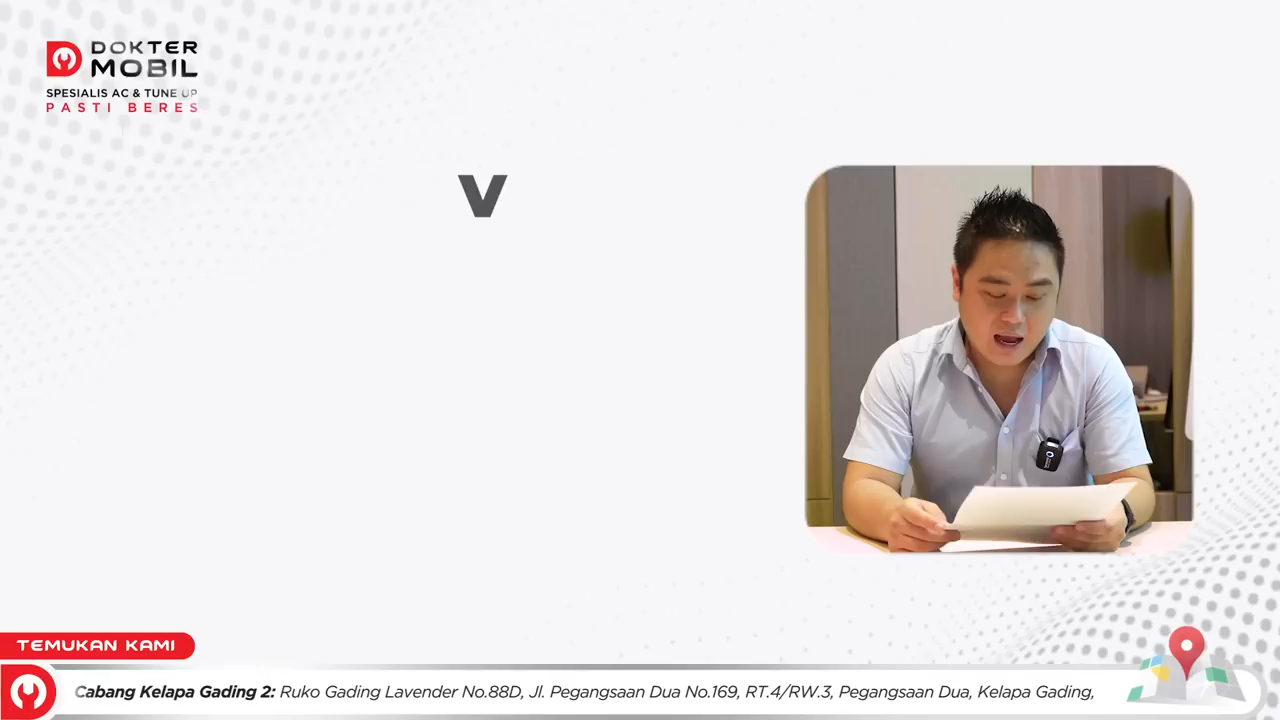 DOKTER
MOBIL
SPESIALIS AC & TUNE UP
PASTI BERES
V
TEMUKAN KAMI
Cabang Kelapa Gading 2: Ruko Gading Lavender No.88D, Jl. Pegangsaan Dua No.169, RT.4/RW.3, Pegangsaan Dua, Kelapa Gading,